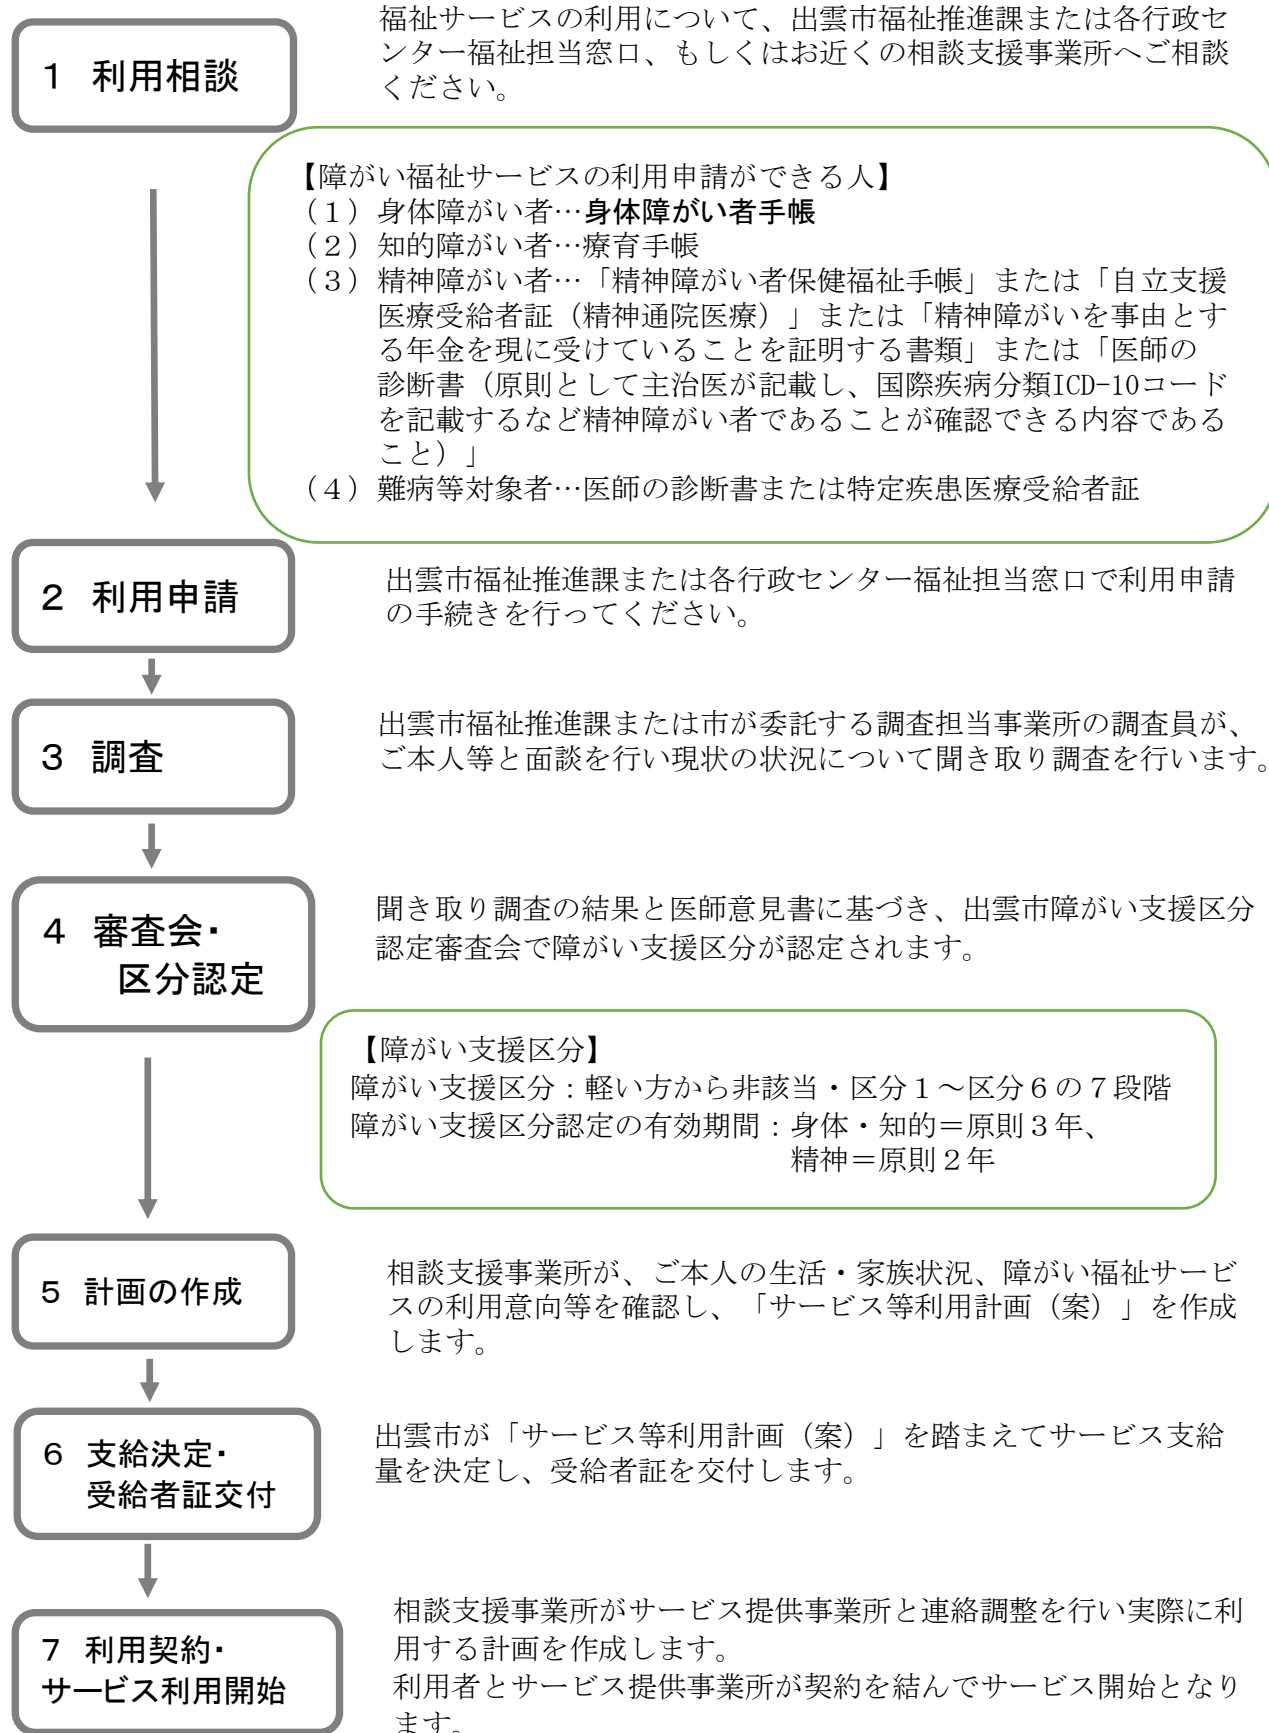 1 利用相談
福祉サービスの利用について、出雲市福祉推進課または各行政セ
ンター福祉担当窓口、もしくはお近くの相談支援事業所へご相談
ください。
【障がい福祉サービスの利用申請ができる人】
（１）身体障がい者…身体障がい者手帳
（２）知的障がい者…療育手帳
（３）精神障がい者…「精神障がい者保健福祉手帳」または「自立支援
医療受給者証（精神通院医療）」または「精神障がいを事由とす
る年金を現に受けていることを証明する書類」または「医師の
診断書（原則として主治医が記載し、国際疾病分類ICD-10コード
を記載するなど精神障がい者であることが確認できる内容である
こと）」
（４）難病等対象者…医師の診断書または特定疾患医療受給者証
2 利用申請
出雲市福祉推進課または各行政センター福祉担当窓口で利用申請
の手続きを行ってください。
3 調査
出雲市福祉推進課または市が委託する調査担当事業所の調査員が、
ご本人等と面談を行い現状の状況について聞き取り調査を行います。
4 審査会・
区分認定
聞き取り調査の結果と医師意見書に基づき、出雲市障がい支援区分
認定審査会で障がい支援区分が認定されます。
【障がい支援区分】
障がい支援区分：軽い方から非該当・区分１～区分６の７段階
障がい支援区分認定の有効期間：身体・知的＝原則３年、
精神＝原則２年
5 計画の作成
相談支援事業所が、ご本人の生活・家族状況、障がい福祉サービ
スの利用意向等を確認し、「サービス等利用計画（案）」を作成
します。
6 支給決定・
受給者証交付
出雲市が「サービス等利用計画（案）」を踏まえてサービス支給
量を決定し、受給者証を交付します。
7 利用契約・
サービス利用開始
相談支援事業所がサービス提供事業所と連絡調整を行い実際に利
用する計画を作成します。
利用者とサービス提供事業所が契約を結んでサービス開始となり
ます。